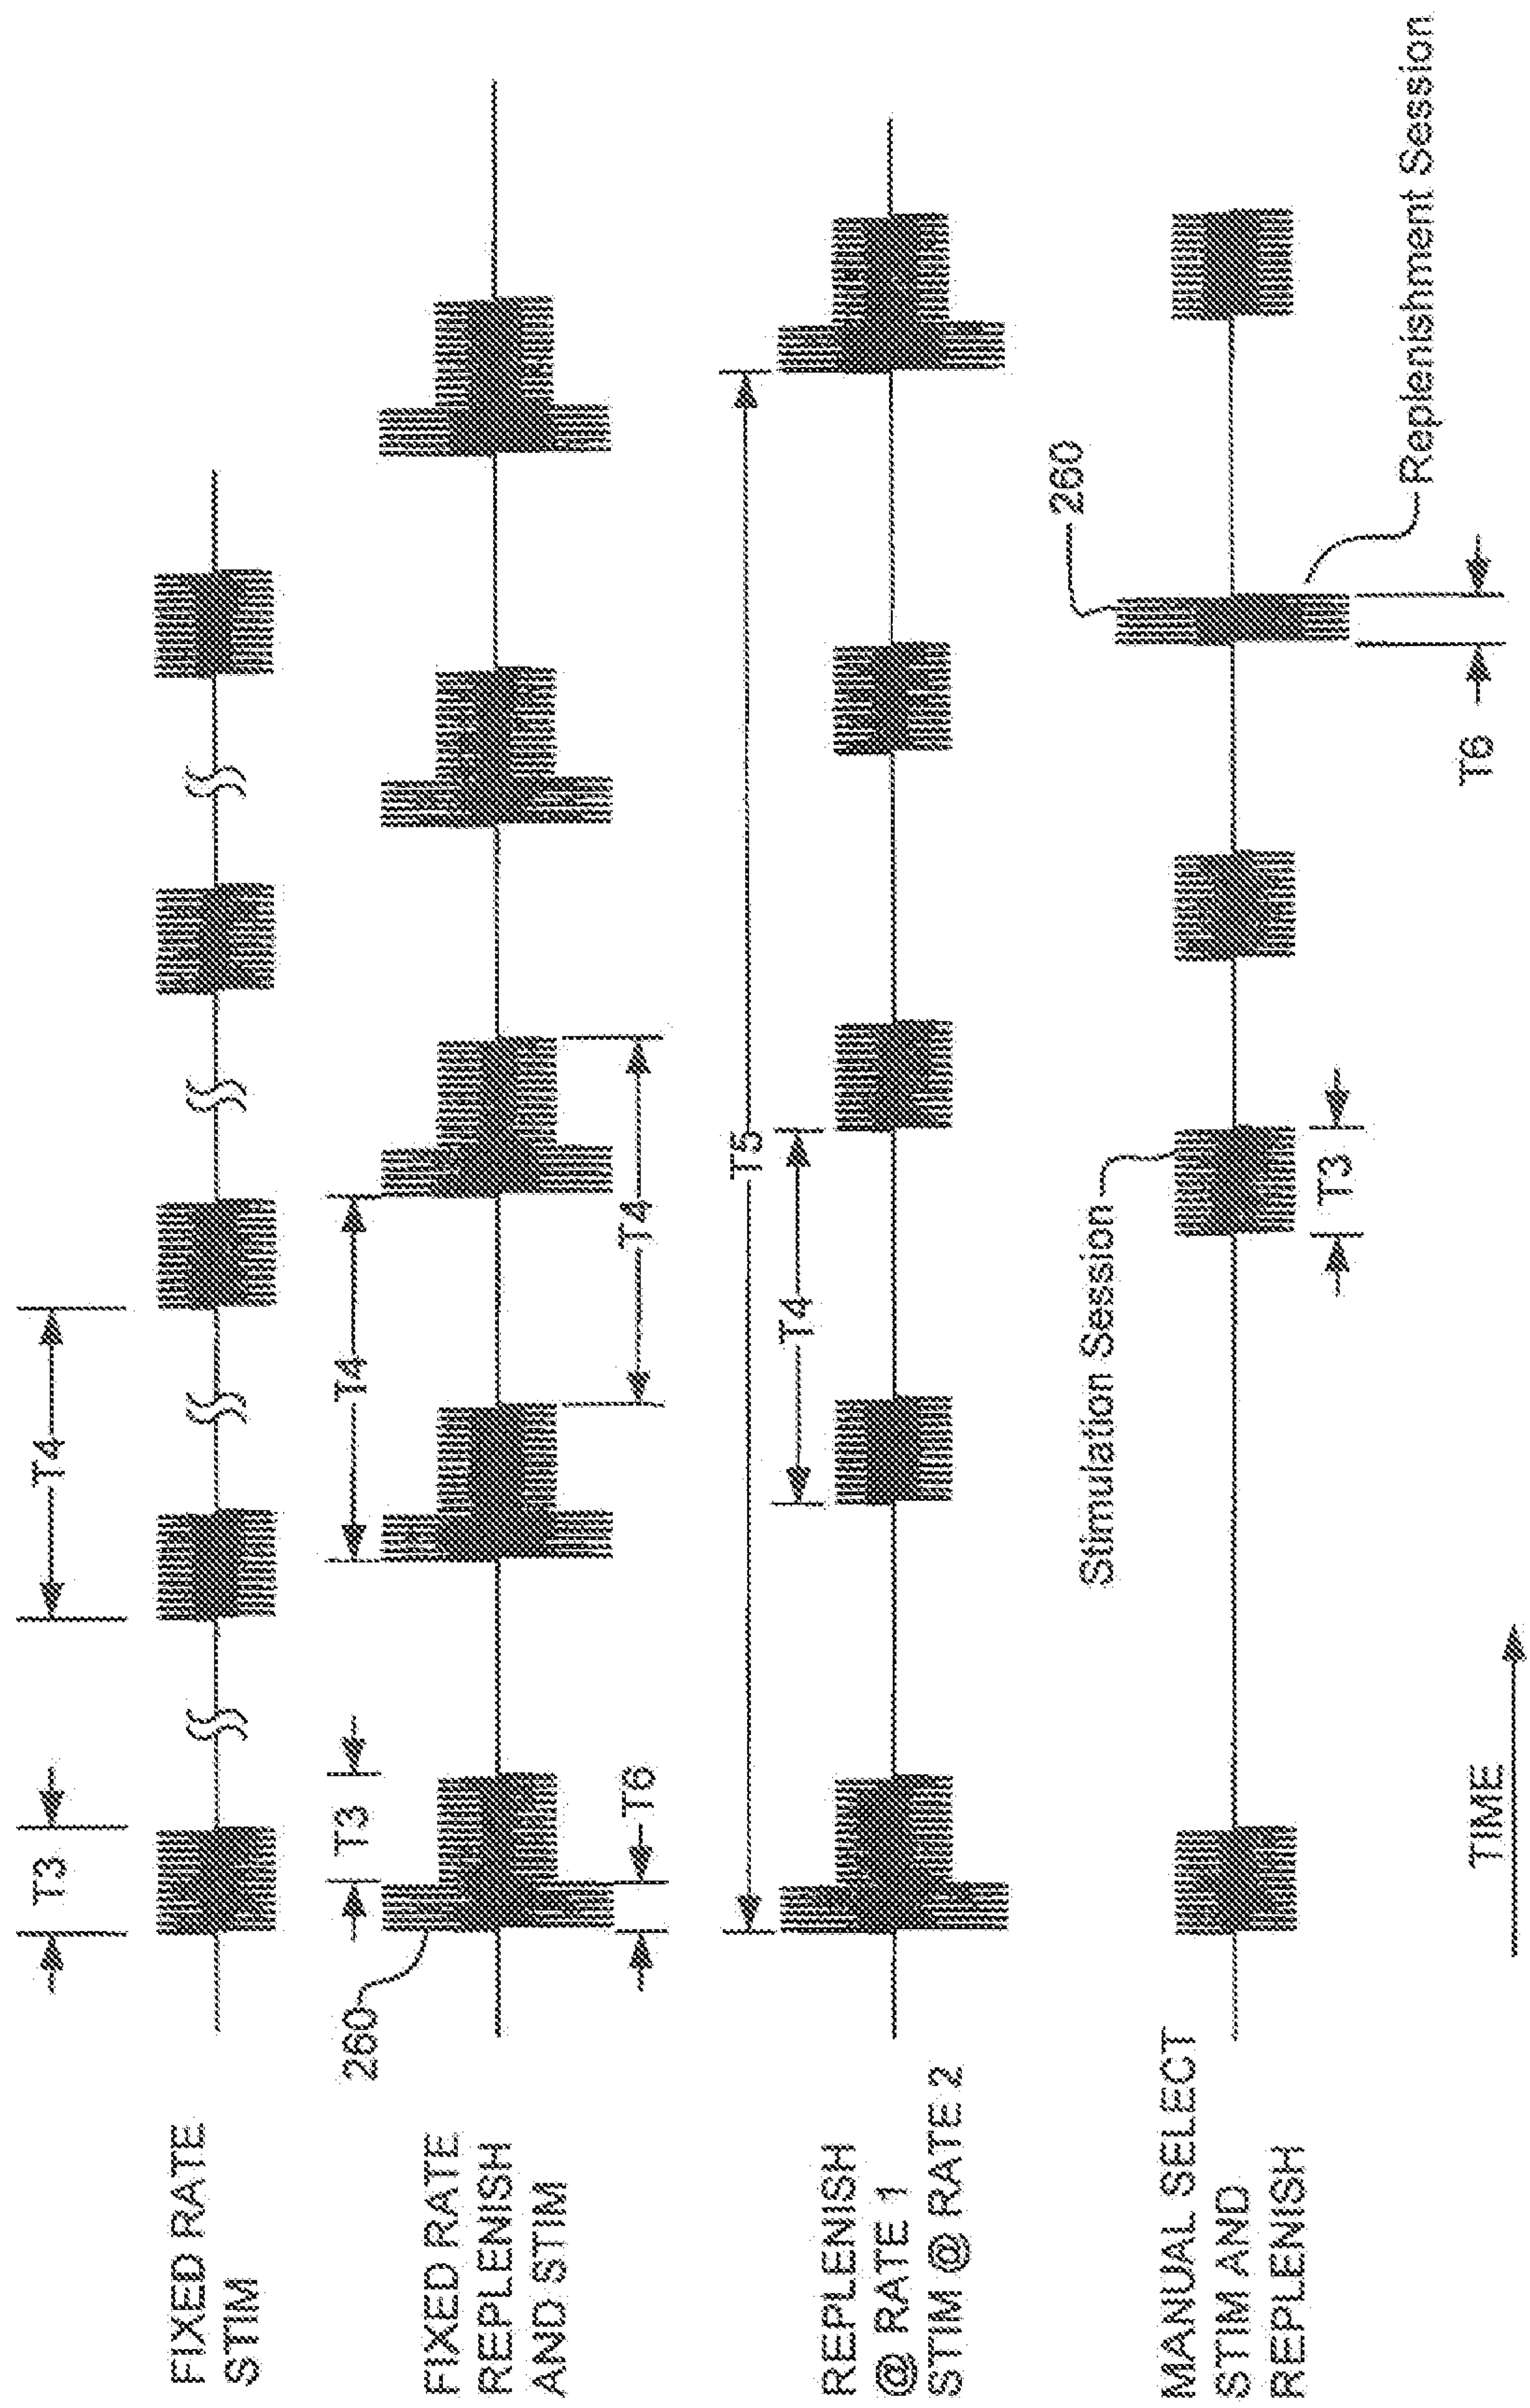 FIXED RATE
STIM
T3
T4
FIXED RATE
REPLENISH
AND STIM
260
T3
T6
T4
T4
REPLENISH
@ RATE 1
STIM @ RATE 2
T5
T4
MANUAL SELECT
STIM AND
REPLENISH
Stimulation Session
T3
260
T6
Replenishment Session
TIME